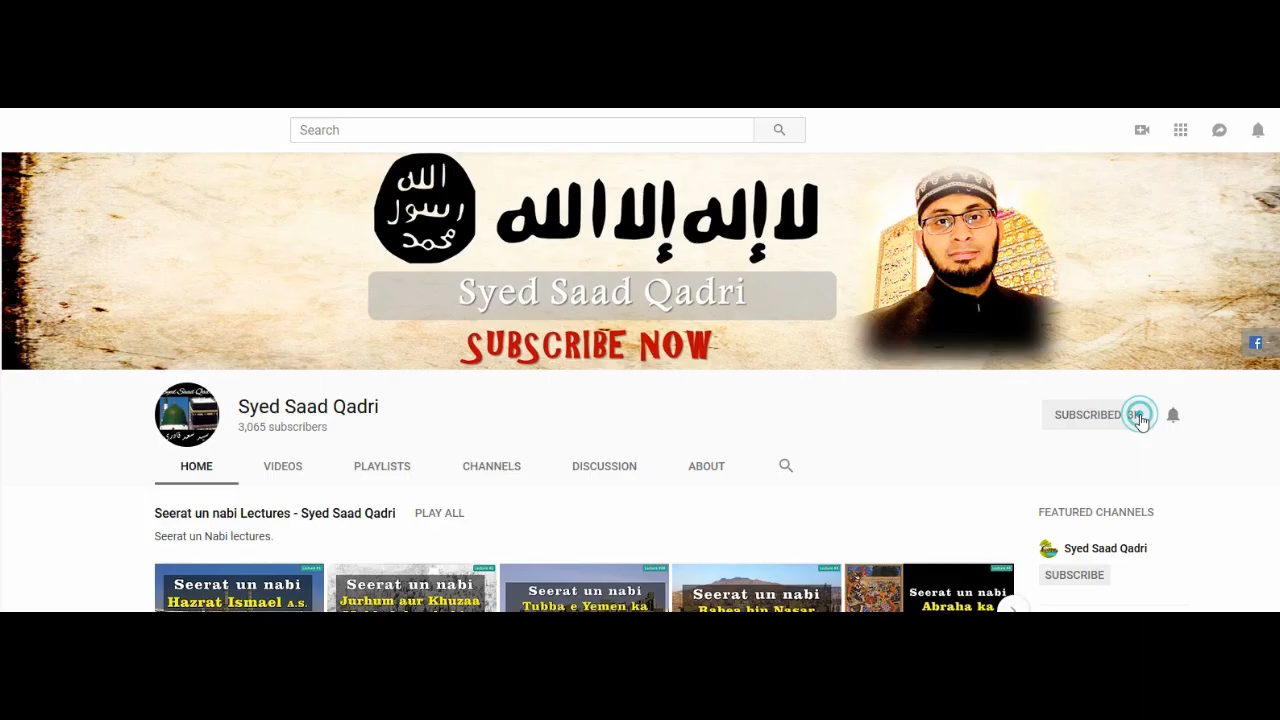 Search
الله
رسول
محمد
لا إله إلا الله
Syed Saad Qadri
SUBSCRIBE NOW
Syed Saad Qadri
3,065 subscribers
SUBSCRIBED
HOME
VIDEOS
PLAYLISTS
CHANNELS
DISCUSSION
ABOUT
Seerat un nabi Lectures - Syed Saad Qadri
PLAY ALL
Seerat un Nabi lectures.
FEATURED CHANNELS
Syed Saad Qadri
SUBSCRIBE
Seerat un nabi
Hazrat Ismael A.S.
Seerat un nabi
Jurhum aur Khuzaa
Seerat un nabi
Tubba e Yemen ka
Seerat un nabi
Rabea bin Nasar
Seerat un nabi
Abraha ka